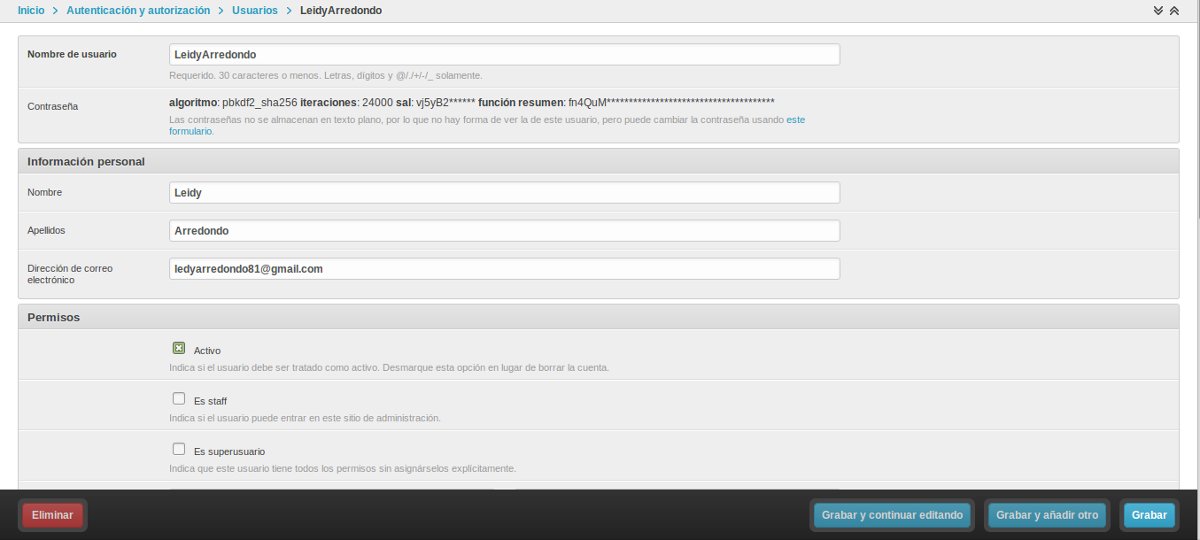 Inicio > Autenticación y autorización > Usuarios > LeidyArredondo
Nombre de usuario LeidyArredondo
Requerido. 30 caracteres o menos. Letras, dígitos y @/./+/-/_ solamente.
Contraseña algoritmo: pbkdf2_sha256 iteraciones: 24000 sal: vj5yB2****** función resumen: fn4QuM**************************************
Las contraseñas no se almacenan en texto plano, por lo que no hay forma de ver la de este usuario, pero puede cambiar la contraseña usando este
formulario.
Información personal
Nombre Leidy
Apellidos Arredondo
Dirección de correo
electrónico
ledyarredondo81@gmail.com
Permisos
Activo
Indica si el usuario debe ser tratado como activo. Desmarque esta opción en lugar de borrar la cuenta.
Es staff
Indica si el usuario puede entrar en este sitio de administración.
Es superusuario
Indica que este usuario tiene todos los permisos sin asignárselos explícitamente.
Eliminar Grabar y continuar editando Grabar y añadir otro Grabar